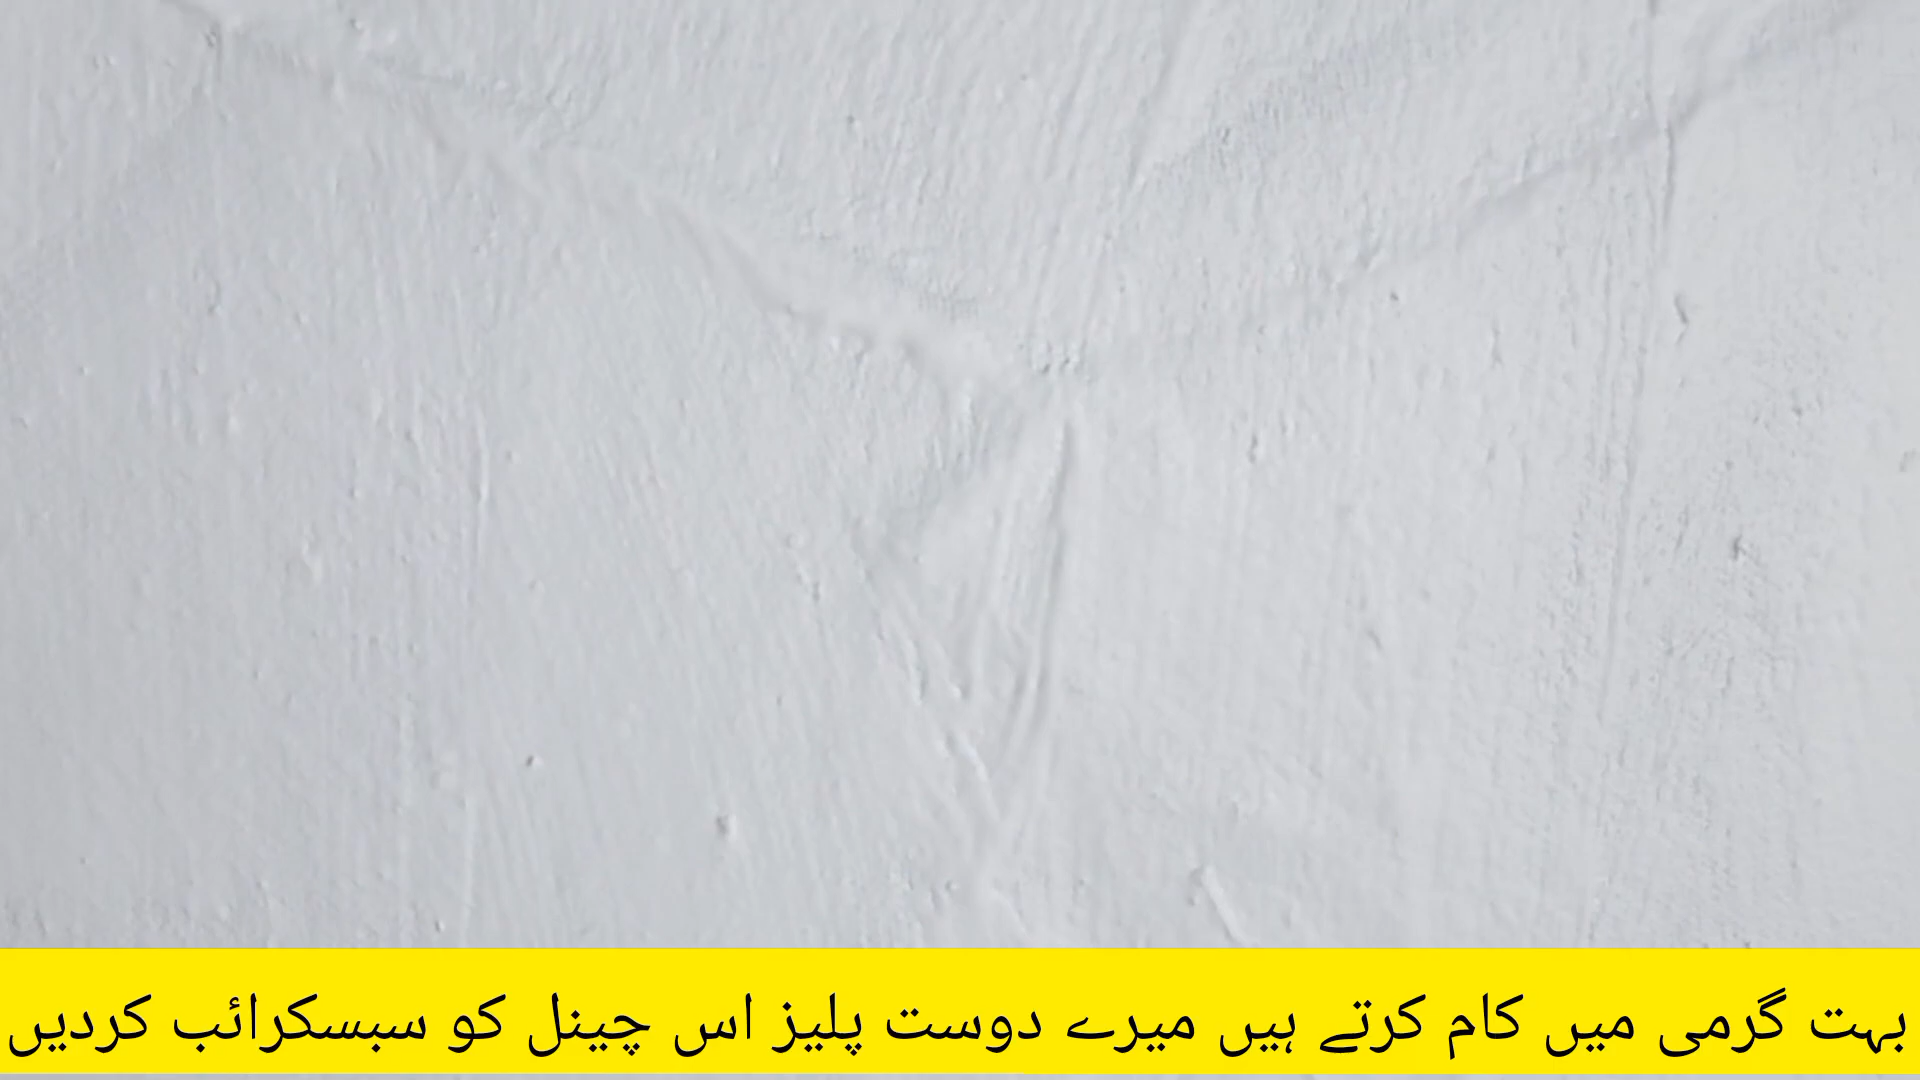 بہت گرمی میں کام کرتے ہیں میرے دوست پلیز اس چینل کو سبسکرائب کردیں